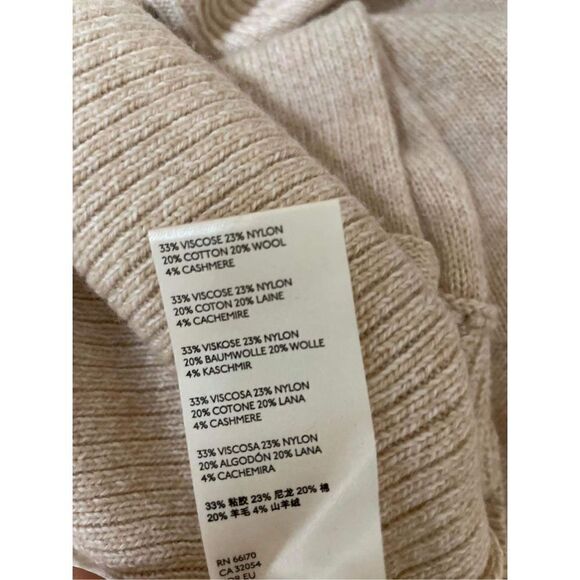 33% VISCOSE 23% NYLON
20% COTTON 20% WOOL
4% CASHMERE
33% VISCOSE 23% NYLON
20% COTON 20% LAINE
4% CACHEMIRE
33% VISKOSE 23% NYLON
20% BAUMWOLLE 20% WOLLE
4% KASCHMIR
33% VISCOSA 23% NYLON
20% COTONE 20% LANA
4% CASHMERE
33% VISCOSA 23% NYLON
20% ALGODÓN 20% LANA
4% CACHEMIRA
33% 粘胶 23% 尼龙 20% 棉
20% 羊毛 4% 山羊绒
RN 66170
CA 32054
EU